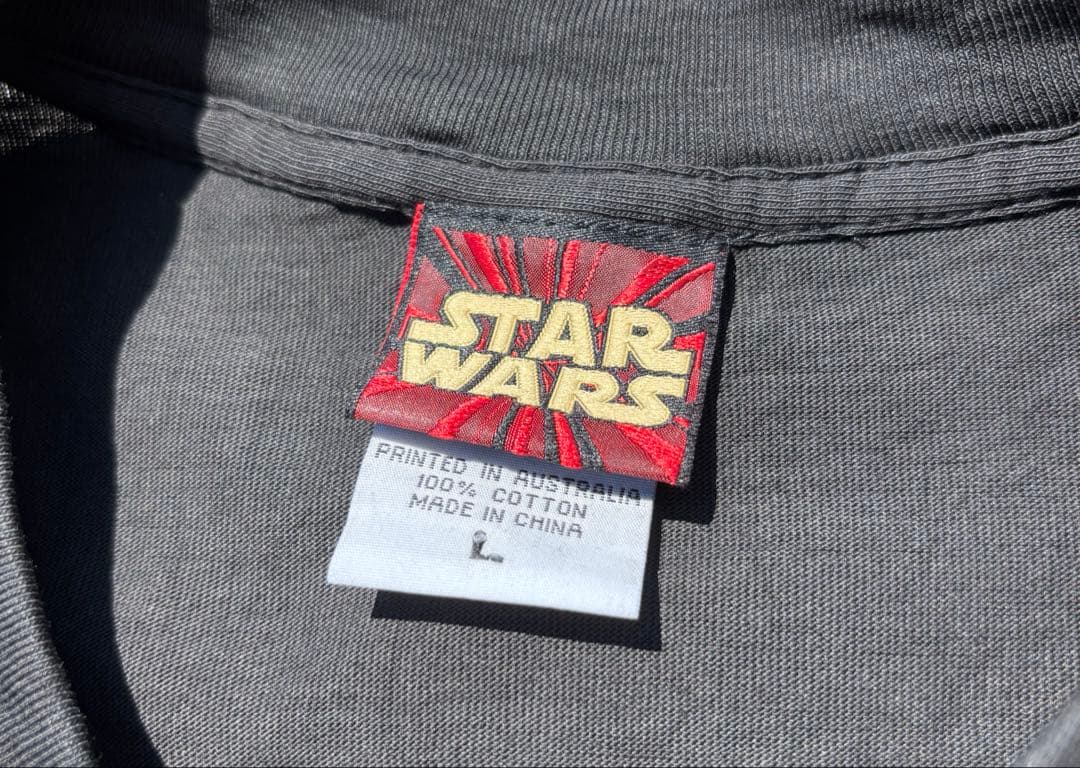 STAR
WARS
PRINTED IN AUSTRALIA
100% COTTON
MADE IN CHINA
L